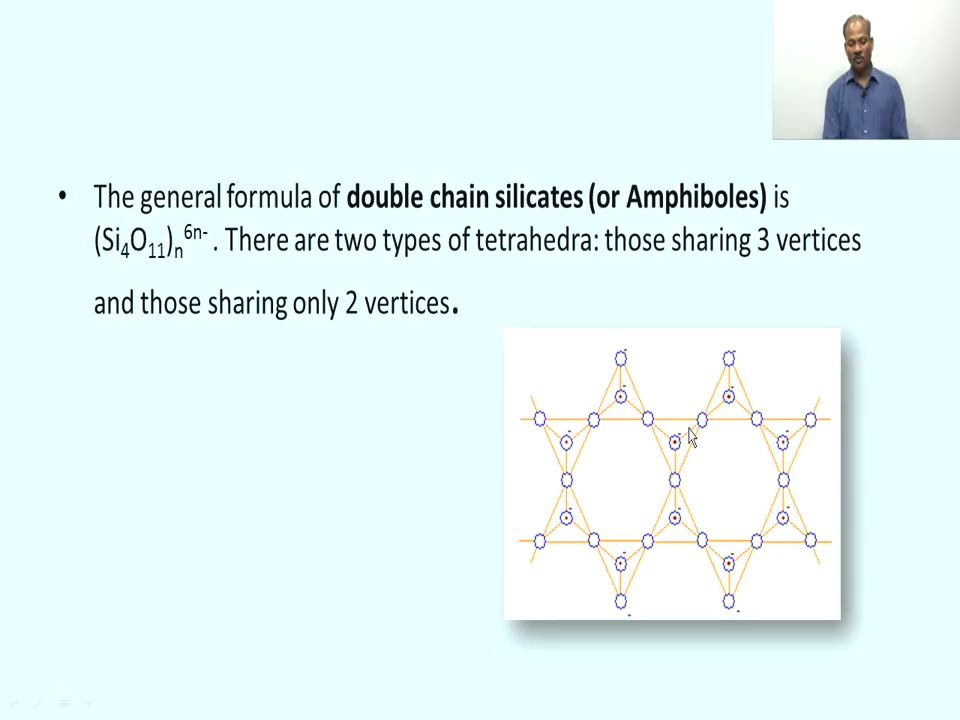 • The general formula of double chain silicates (or Amphiboles) is
(Si₄O₁₁)ₙ⁶ⁿ⁻ . There are two types of tetrahedra: those sharing 3 vertices
and those sharing only 2 vertices.